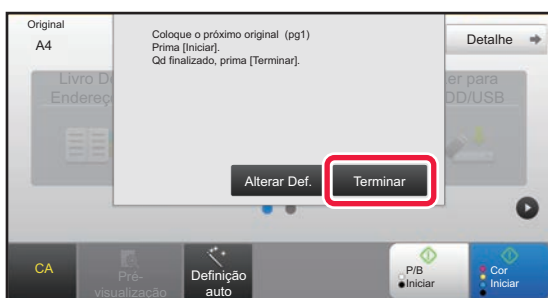 Original
A4
Coloque o próximo original (pg1)
Prima [Iniciar].
Qd finalizado, prima [Terminar].
Detalhe
Livro D
Endereç
er para
DD/USB
Alterar Def.
Terminar
CA
Pré-
visualização
Definição
auto
P/B
Iniciar
Cor
Iniciar